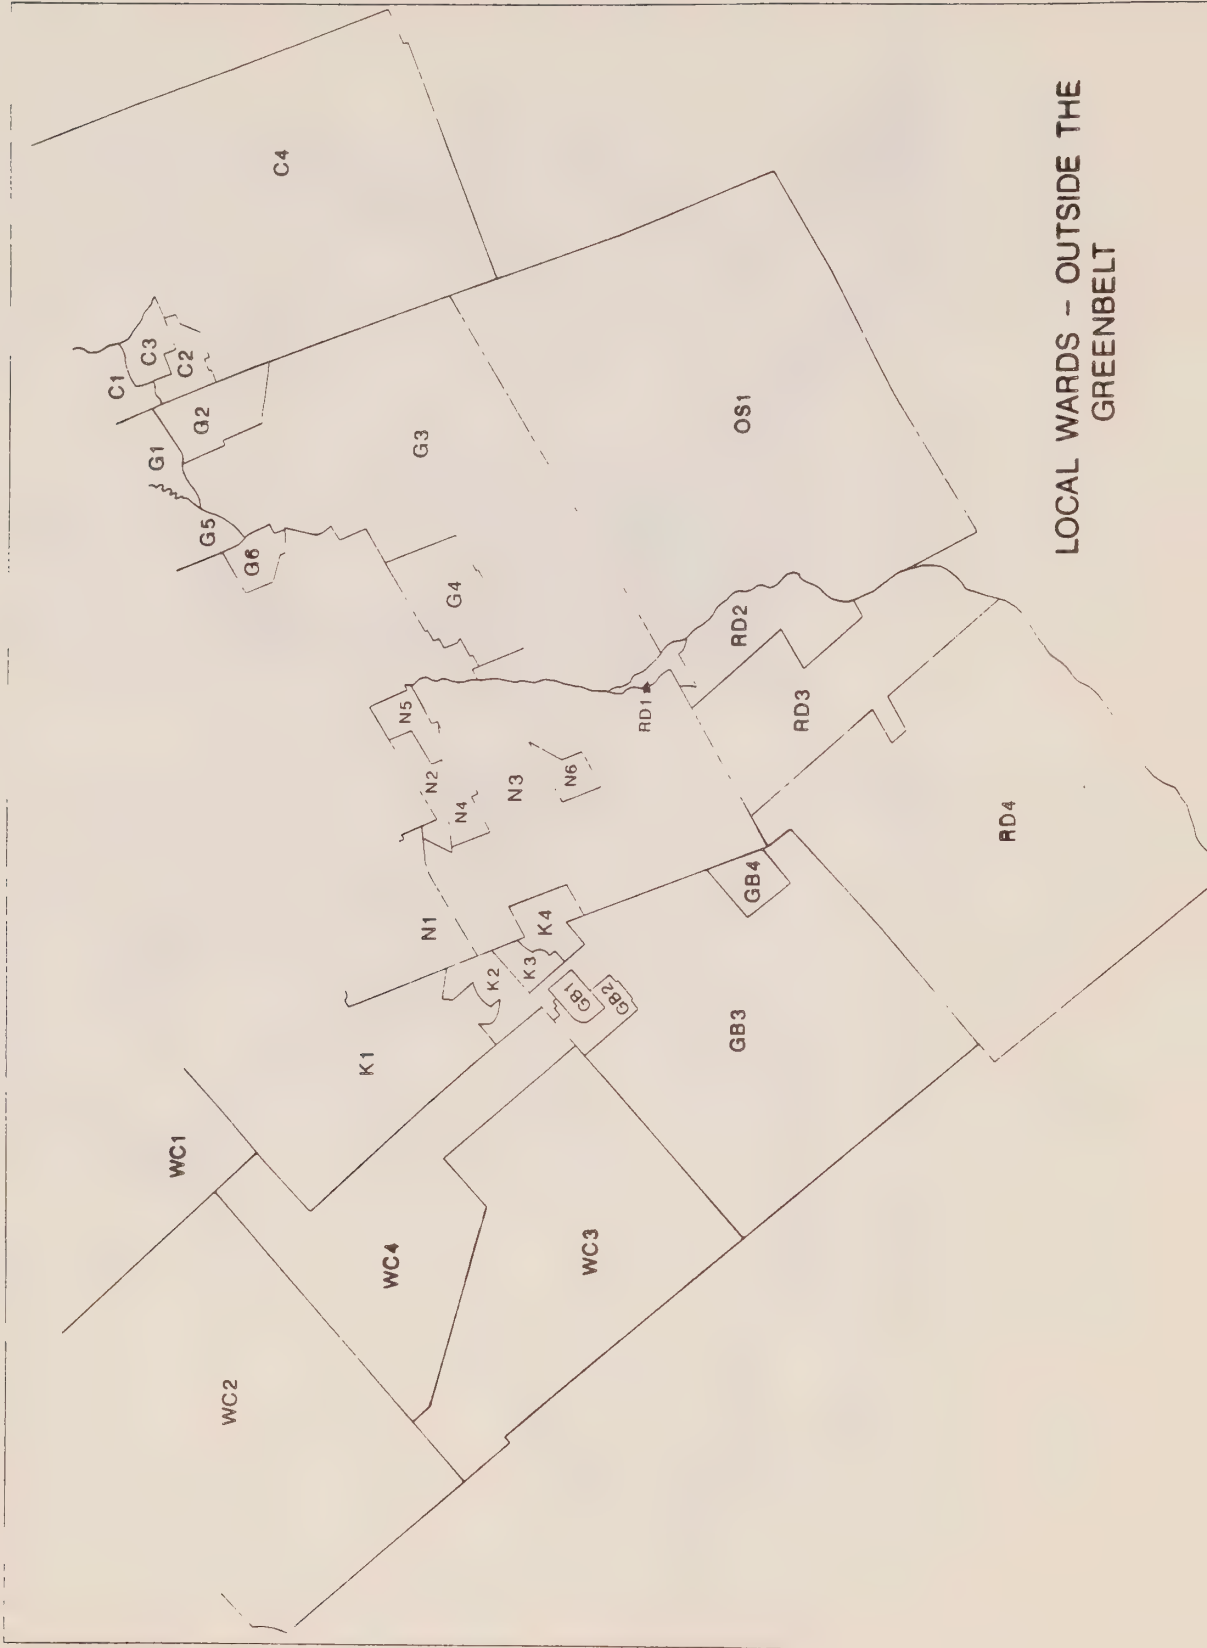 WC1
WC2
WC4
WC3
K1
K2
K3
K4
N1
N2
N5
N4
N3
N6
GB1
GB2
GB3
GB4
G5
G6
G1
G2
G3
G4
C1
C3
C2
C4
OS1
RD1
RD2
RD3
RD4
LOCAL WARDS - OUTSIDE THE
GREENBELT